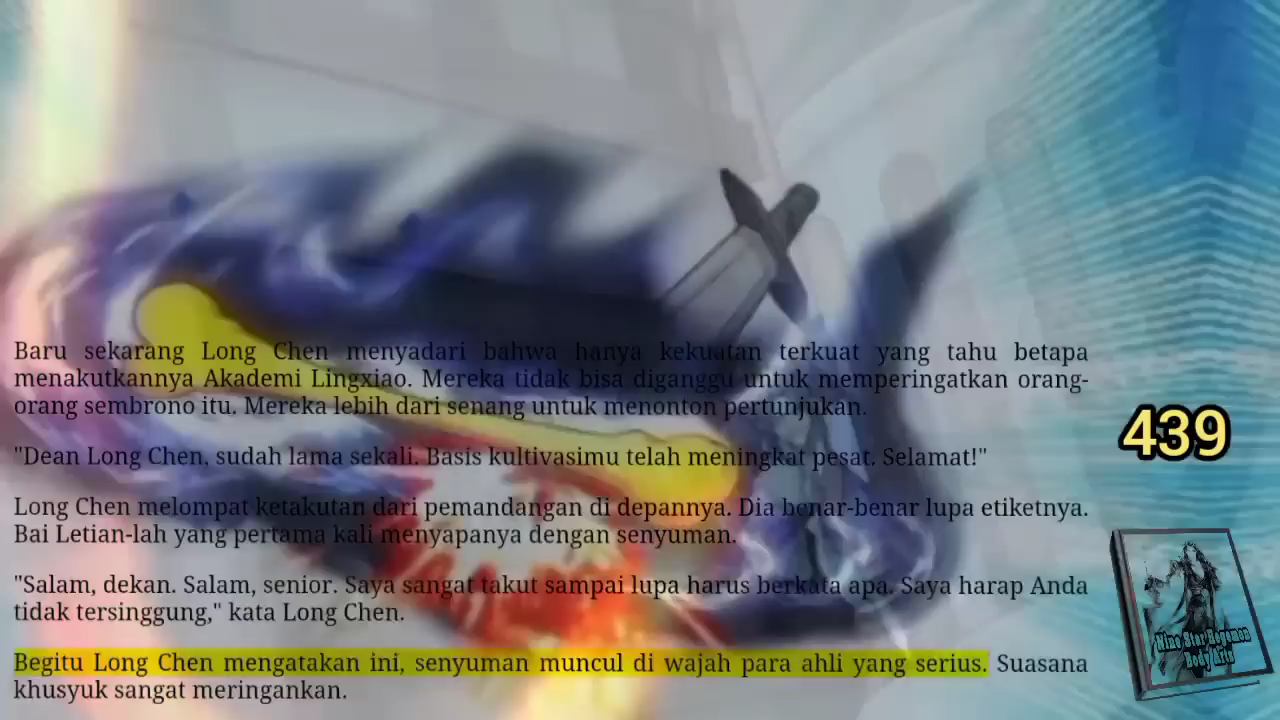 Baru sekarang Long Chen menyadari bahwa hanya kekuatan terkuat yang tahu betapa
menakutkannya Akademi Lingxiao. Mereka tidak bisa diganggu untuk memperingatkan orang-
orang sembrono itu. Mereka lebih dari senang untuk menonton pertunjukan.
"Dean Long Chen, sudah lama sekali. Basis kultivasimu telah meningkat pesat. Selamat!"
Long Chen melompat ketakutan dari pemandangan di depannya. Dia benar-benar lupa etiketnya.
Bai Letian-lah yang pertama kali menyapanya dengan senyuman.
"Salam, dekan. Salam, senior. Saya sangat takut sampai lupa harus berkata apa. Saya harap Anda
tidak tersinggung," kata Long Chen.
Begitu Long Chen mengatakan ini, senyuman muncul di wajah para ahli yang serius. Suasana
khusyuk sangat meringankan.
439
Nine Star Hegemon
Body Arts